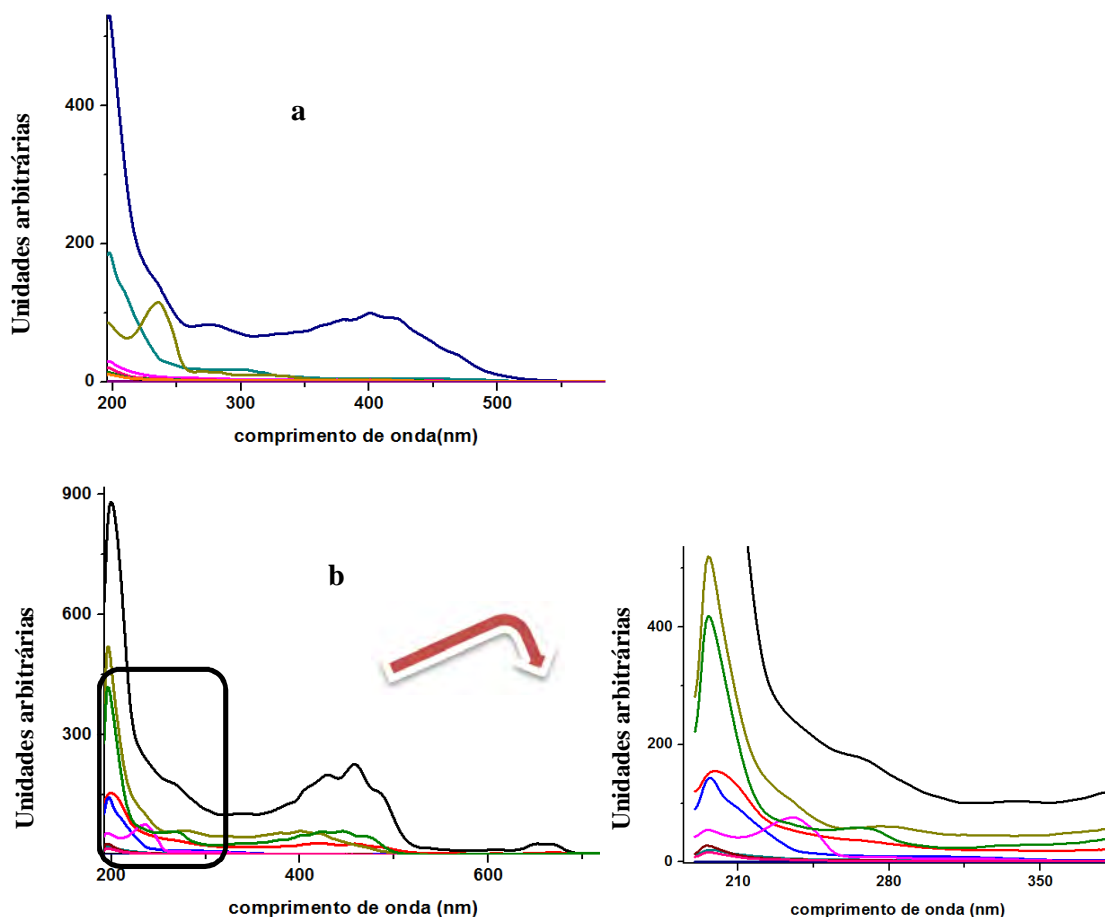 Unidades arbitrárias
400
200
0
a
200
300
400
500
comprimento de onda(nm)
Unidades arbitrárias
900
600
300
b
200
400
600
comprimento de onda (nm)
Unidades arbitrárias
400
200
0
210
280
350
comprimento de onda (nm)